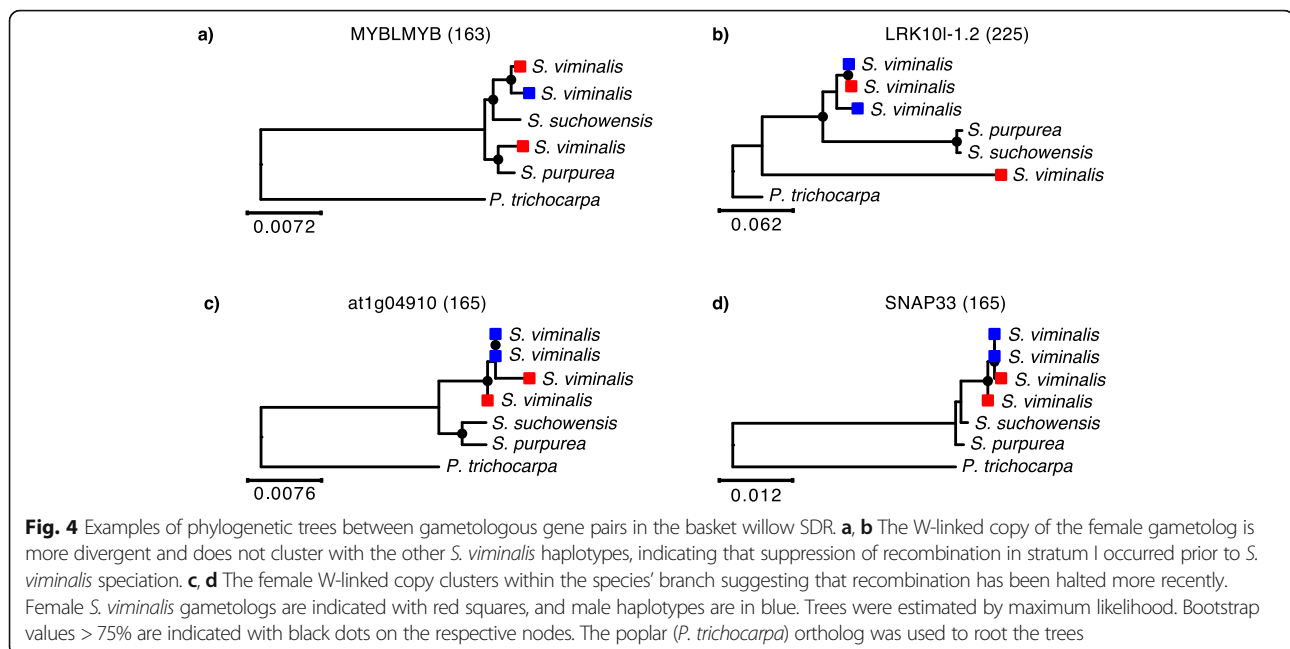 a) MYBLMYB (163)
S. viminalis
S. viminalis
S. suchowensis
S. viminalis
S. purpurea
P. trichocarpa
0.0072
b) LRK10l-1.2 (225)
S. viminalis
S. viminalis
S. viminalis
S. purpurea
S. suchowensis
S. viminalis
P. trichocarpa
0.062
c) at1g04910 (165)
S. viminalis
S. viminalis
S. viminalis
S. viminalis
S. suchowensis
S. purpurea
P. trichocarpa
0.0076
d) SNAP33 (165)
S. viminalis
S. viminalis
S. viminalis
S. viminalis
S. suchowensis
S. purpurea
P. trichocarpa
0.012
Fig. 4 Examples of phylogenetic trees between gametologous gene pairs in the basket willow SDR. a, b The W-linked copy of the female gametolog is
more divergent and does not cluster with the other S. viminalis haplotypes, indicating that suppression of recombination in stratum I occurred prior to S.
viminalis speciation. c, d The female W-linked copy clusters within the species' branch suggesting that recombination has been halted more recently.
Female S. viminalis gametologs are indicated with red squares, and male haplotypes are in blue. Trees were estimated by maximum likelihood. Bootstrap
values > 75% are indicated with black dots on the respective nodes. The poplar (P. trichocarpa) ortholog was used to root the trees